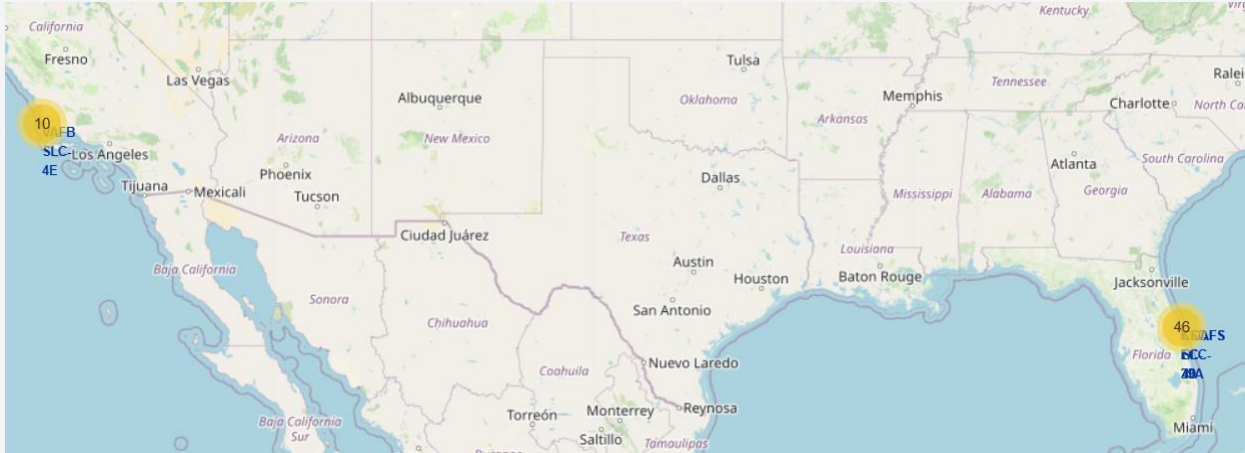 California
Kentucky
Fresno
Las Vegas
Tulsa
Tennessee
Albuquerque
Memphis
Charlotte
Oklahoma
10
Arizona
New Mexico
Arkansas
SLC-
Los Angeles
South Carolina
4E
Phoenix
Atlanta
Tijuana
Mexicali
Dallas
Tucson
Mississippi
Alabama
Georgia
Ciudad Juárez
Texas
Louisiana
Austin
Baja California
Houston
Baton Rouge
Jacksonville
Sonora
San Antonio
Chihuahua
46
Florida
Nuevo Laredo
Coahuila
Torreón
Monterrey
Reynosa
Baja California
Sur
Saltillo
Tamaulipas
Miami